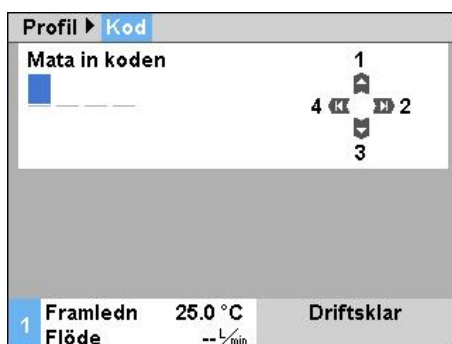 Profil Kod
Mata in koden
1
4 2
3
1 Framledn 25.0 °C Driftsklar
Flöde -- L/min